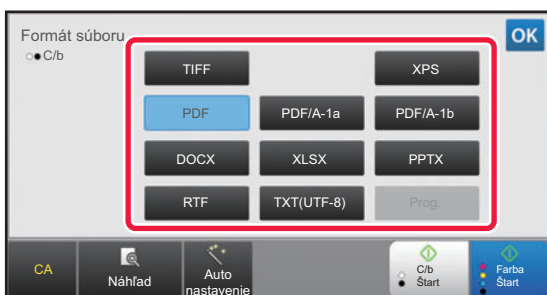 Formát súboru
OK
C/b
TIFF
XPS
PDF
PDF/A-1a
PDF/A-1b
DOCX
XLSX
PPTX
RTF
TXT(UTF-8)
Prog.
CA
Náhľad
Auto
nastavenie
C/b
Štart
Farba
Štart